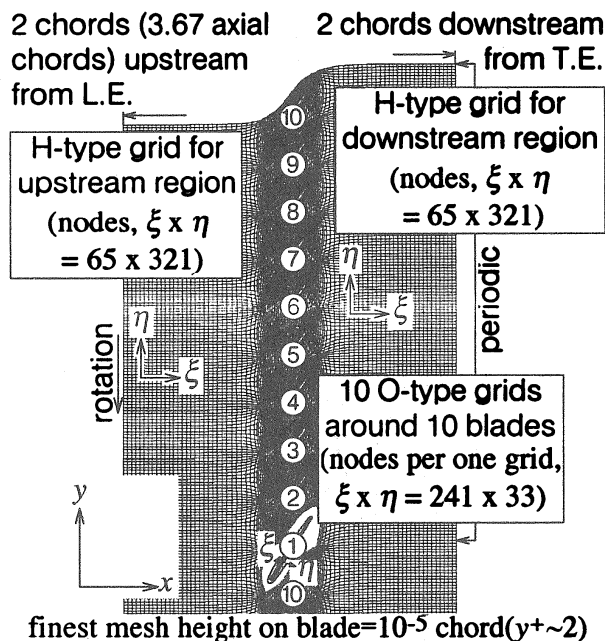 2 chords (3.67 axial
chords) upstream
from L.E.
2 chords downstream
from T.E.
H-type grid for
upstream region
(nodes, ξ x η
= 65 x 321)
H-type grid for
downstream region
(nodes, ξ x η
= 65 x 321)
10
9
8
7
6
5
4
3
2
1
10
η
ξ
η
ξ
rotation
periodic
10 O-type grids
around 10 blades
(nodes per one grid,
ξ x η = 241 x 33)
ξ
η
y
x
finest mesh height on blade=10⁻⁵ chord(y⁺~2)